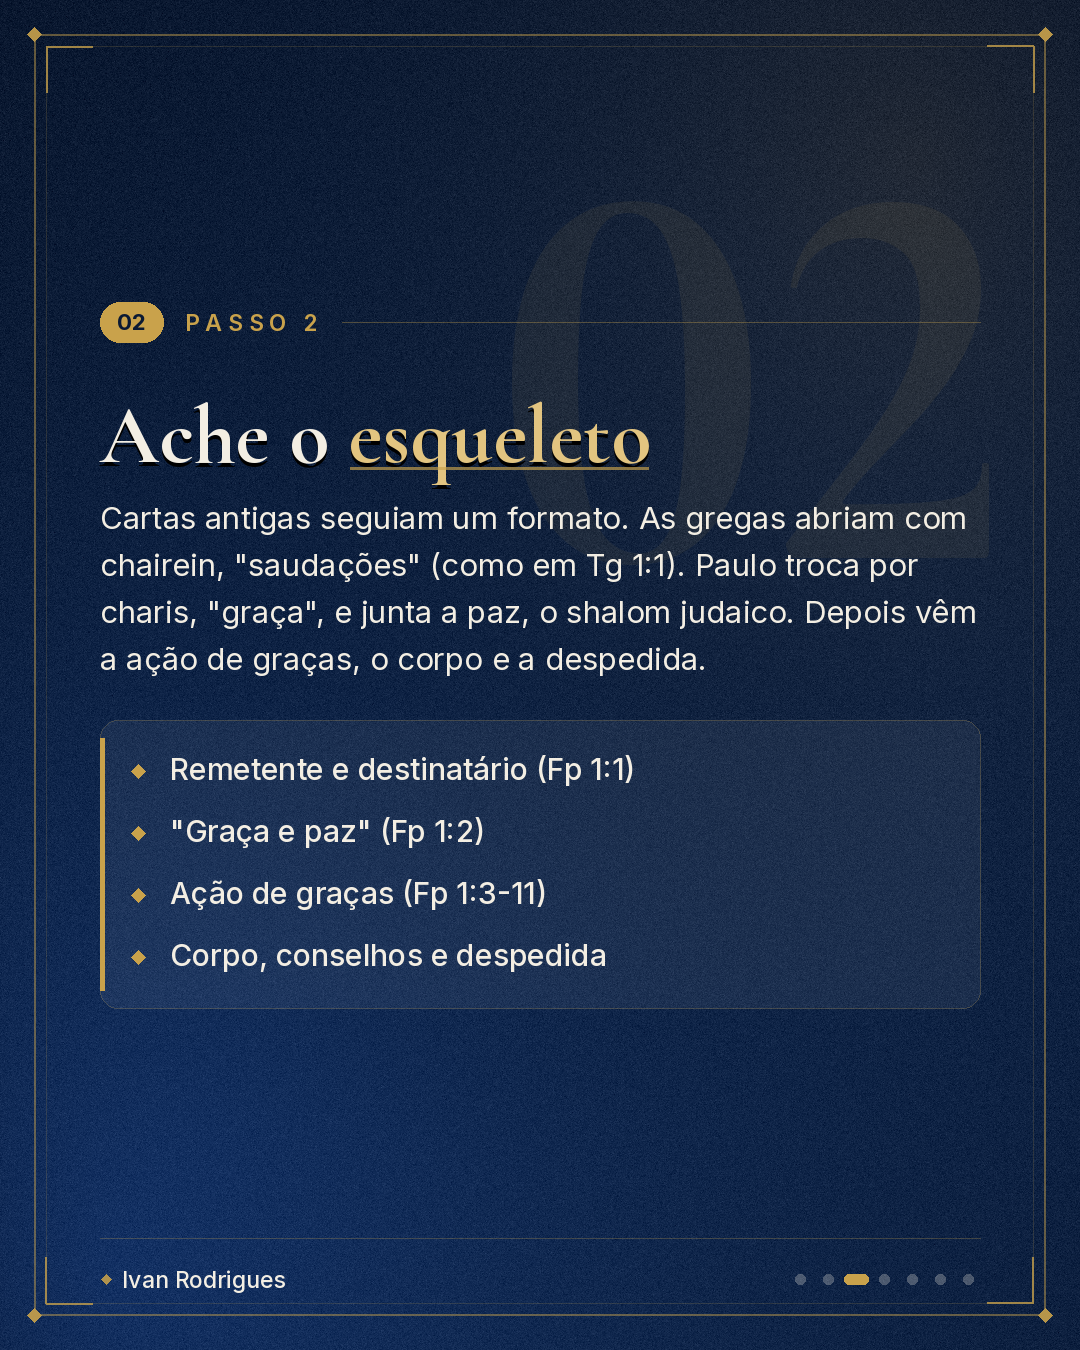 02
02 PASSO 2
Ache o esqueleto
Cartas antigas seguiam um formato. As gregas abriam com
chairein, "saudações" (como em Tg 1:1). Paulo troca por
charis, "graça", e junta a paz, o shalom judaico. Depois vêm
a ação de graças, o corpo e a despedida.
Remetente e destinatário (Fp 1:1)
"Graça e paz" (Fp 1:2)
Ação de graças (Fp 1:3-11)
Corpo, conselhos e despedida
Ivan Rodrigues